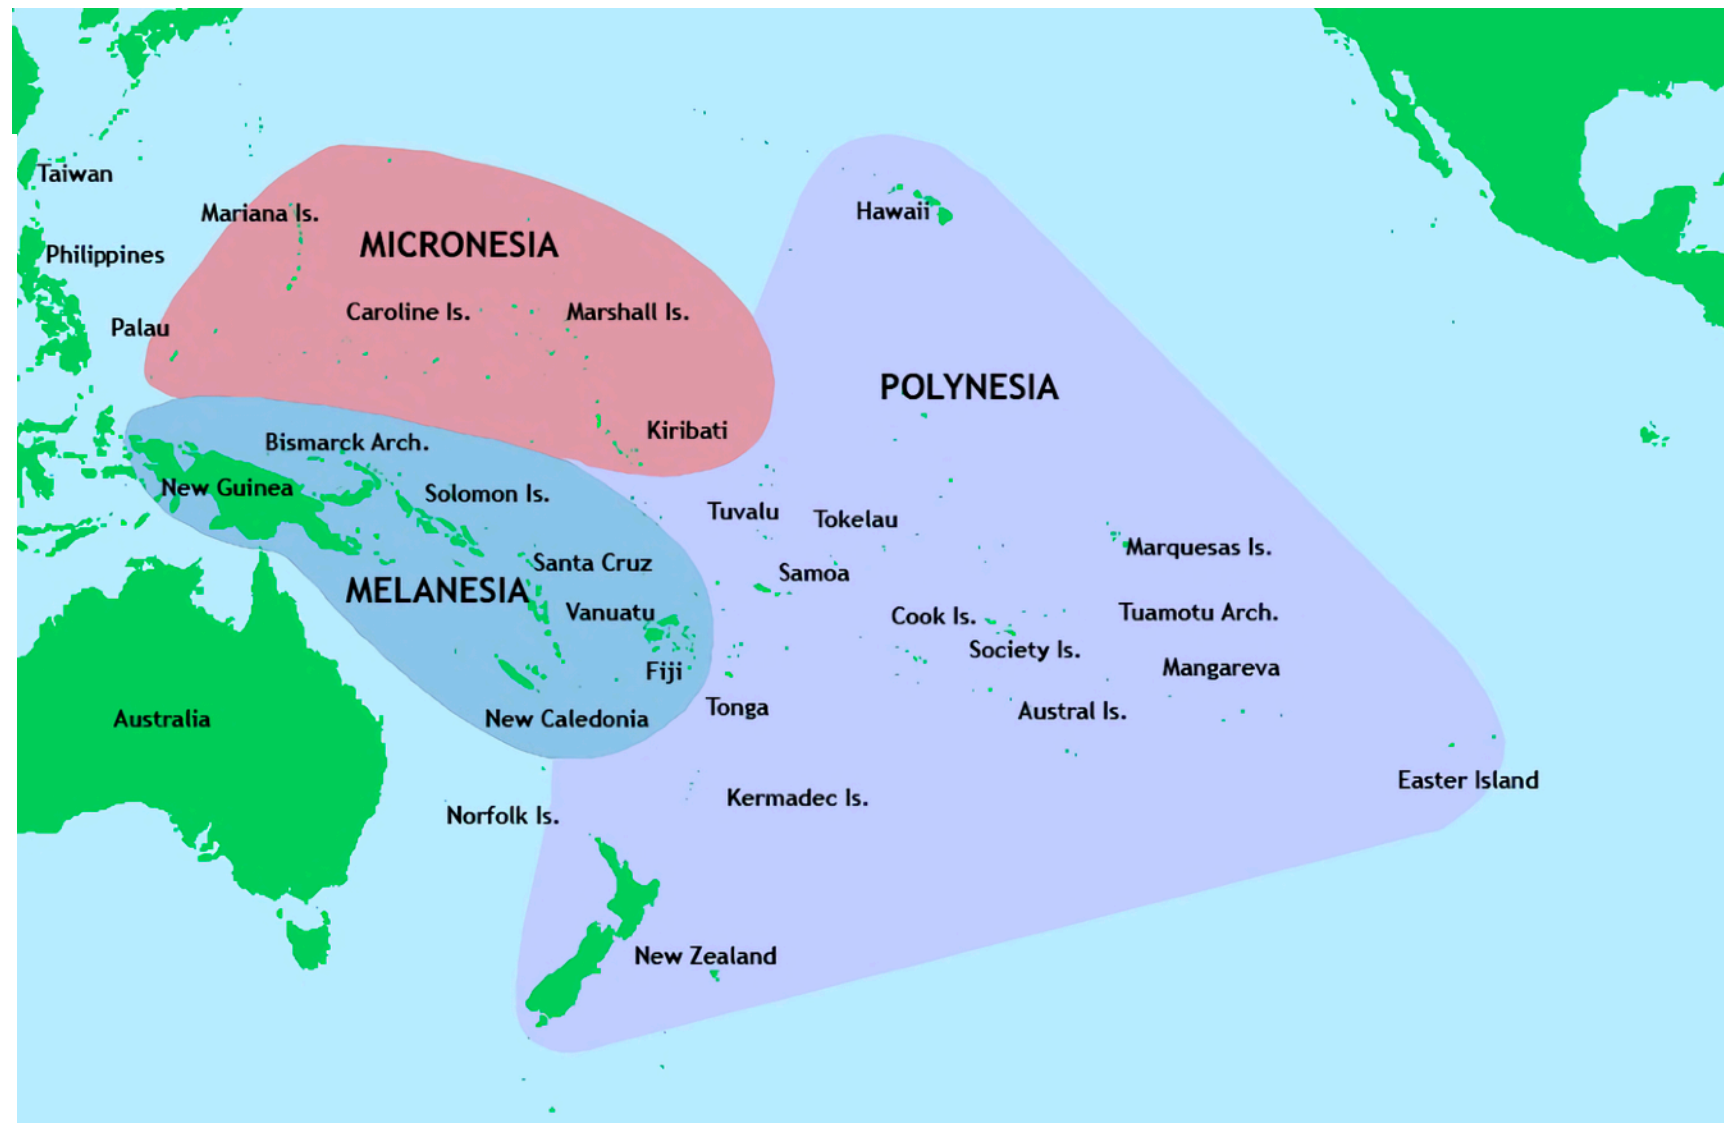 Taiwan
Mariana Is.
Hawaii
MICRONESIA
Philippines
Caroline Is.
Marshall Is.
Palau
POLYNESIA
Kiribati
Bismarck Arch.
New Guinea
Solomon Is.
Tuvalu
Tokelau
Marquesas Is.
Santa Cruz
Samoa
MELANESIA
Vanuatu
Cook Is.
Tuamotu Arch.
Society Is.
Fiji
Mangareva
Tonga
Austral Is.
Australia
New Caledonia
Easter Island
Kermadec Is.
Norfolk Is.
New Zealand